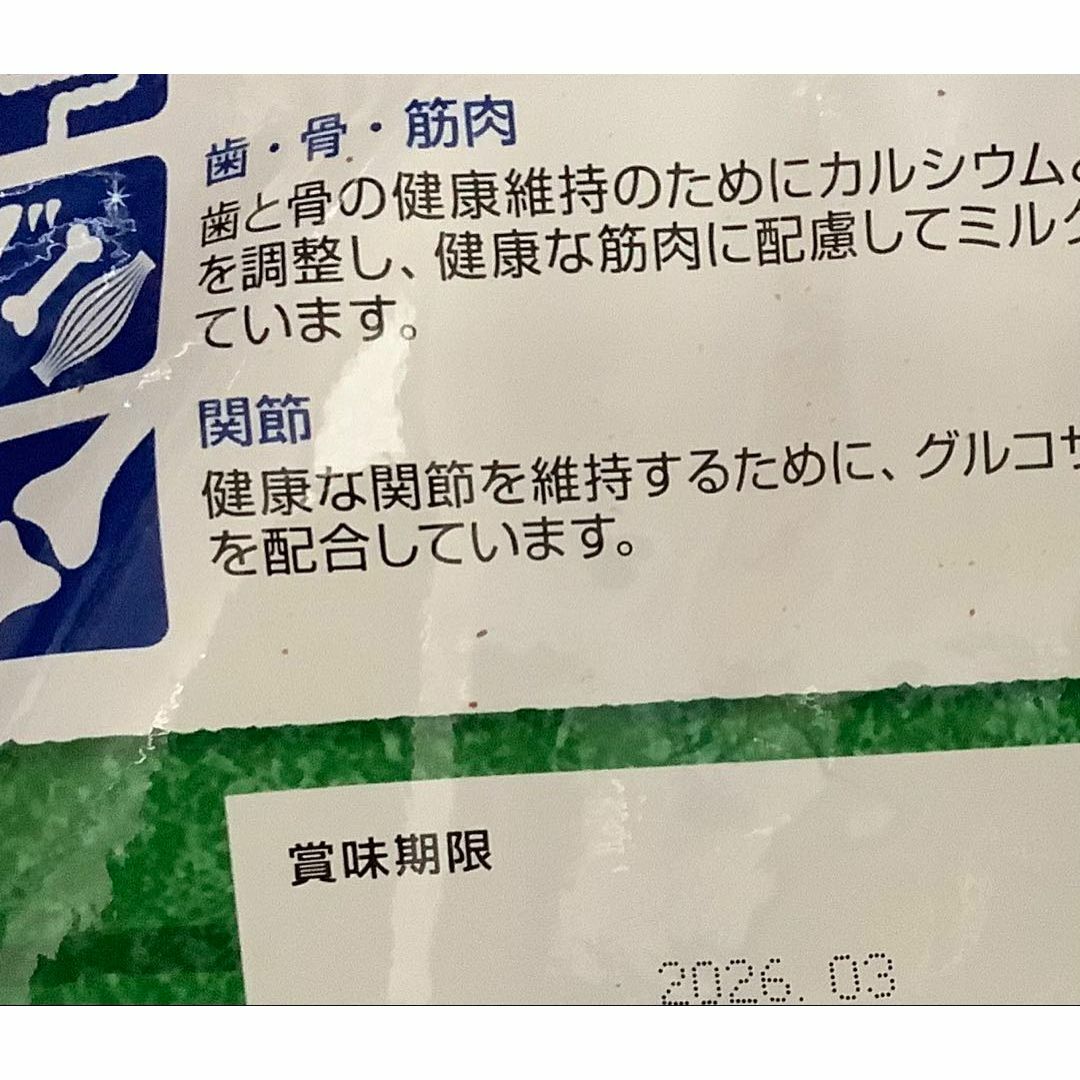 歯・骨・筋肉
歯と骨の健康維持のためにカルシウム
を調整し、健康な筋肉に配慮してミルク
ています。
関節
健康な関節を維持するために、グルコサ
を配合しています。
賞味期限
2026.03